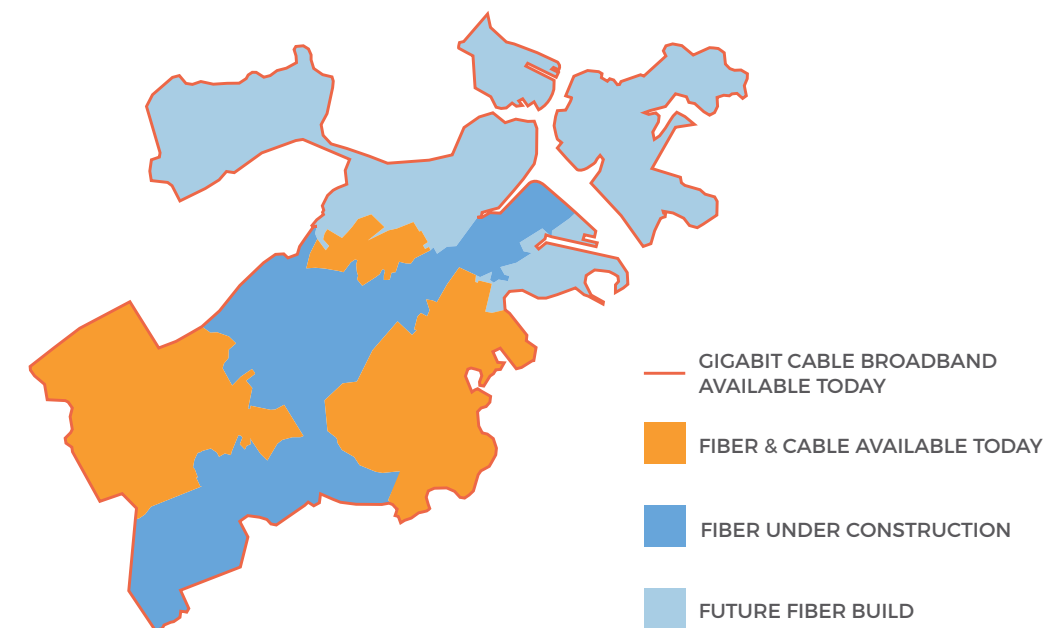 GIGABIT CABLE BROADBAND
AVAILABLE TODAY
FIBER & CABLE AVAILABLE TODAY
FIBER UNDER CONSTRUCTION
FUTURE FIBER BUILD